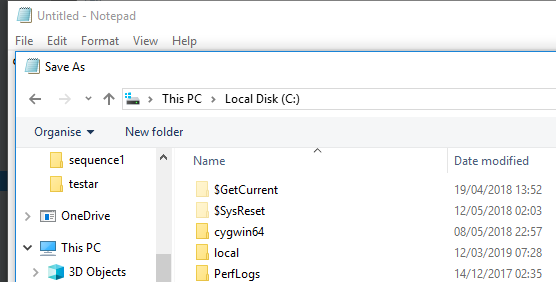 Untitled - Notepad
File Edit Format View Help
Save As
This PC > Local Disk (C:)
Organise New folder
Name Date modified
sequence1
testar
OneDrive
This PC
3D Objects
$GetCurrent 19/04/2018 13:52
$SysReset 12/05/2018 02:03
cygwin64 08/05/2018 22:57
local 12/03/2019 07:28
PerfLogs 14/12/2017 02:35